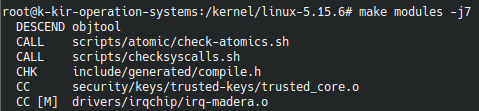 root@k-kir-operation-systems:/kernel/linux-5.15.6# make modules -j7
DESCEND objtool
CALL scripts/atomic/check-atomics.sh
CALL scripts/checksyscalls.sh
CHK include/generated/compile.h
CC security/keys/trusted-keys/trusted_core.o
CC [M] drivers/irqchip/irq-madera.o